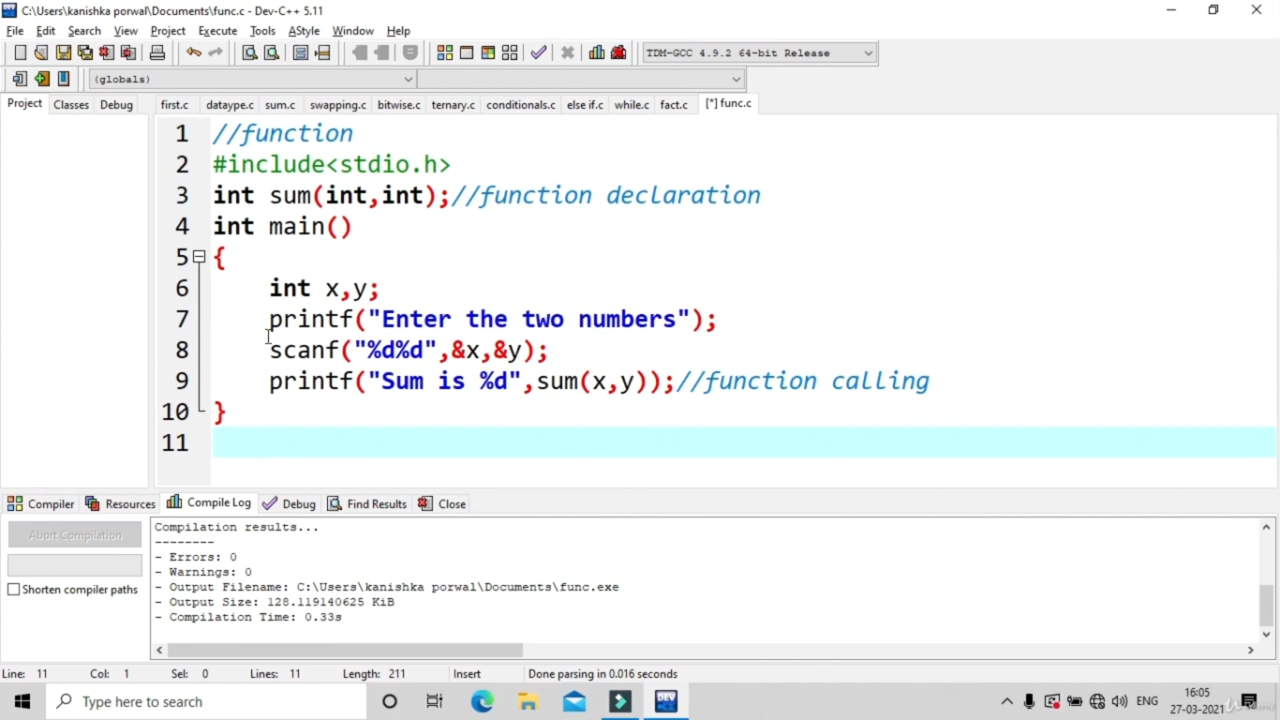 C:\Users\kanishka porwal\Documents\func.c - Dev-C++ 5.11
File Edit Search View Project Execute Tools AStyle Window Help
TDM-GCC 4.9.2 64-bit Release
(globals)
Project Classes Debug
first.c dataype.c sum.c swapping.c bitwise.c ternary.c conditionals.c else if.c while.c fact.c [*] func.c
1 //function
2 #include<stdio.h>
3 int sum(int,int);//function declaration
4 int main()
5 {
6 int x,y;
7 printf("Enter the two numbers");
8 scanf("%d%d",&x,&y);
9 printf("Sum is %d",sum(x,y));//function calling
10 }
11
Compiler Resources Compile Log Debug Find Results Close
Abort Compilation
Shorten compiler paths
Compilation results...
--------
- Errors: 0
- Warnings: 0
- Output Filename: C:\Users\kanishka porwal\Documents\func.exe
- Output Size: 128.119140625 KiB
- Compilation Time: 0.33s
Line: 11 Col: 1 Sel: 0 Lines: 11 Length: 211 Insert Done parsing in 0.016 seconds
Type here to search
DEV
ENG
16:05
27-03-2021
Udemy